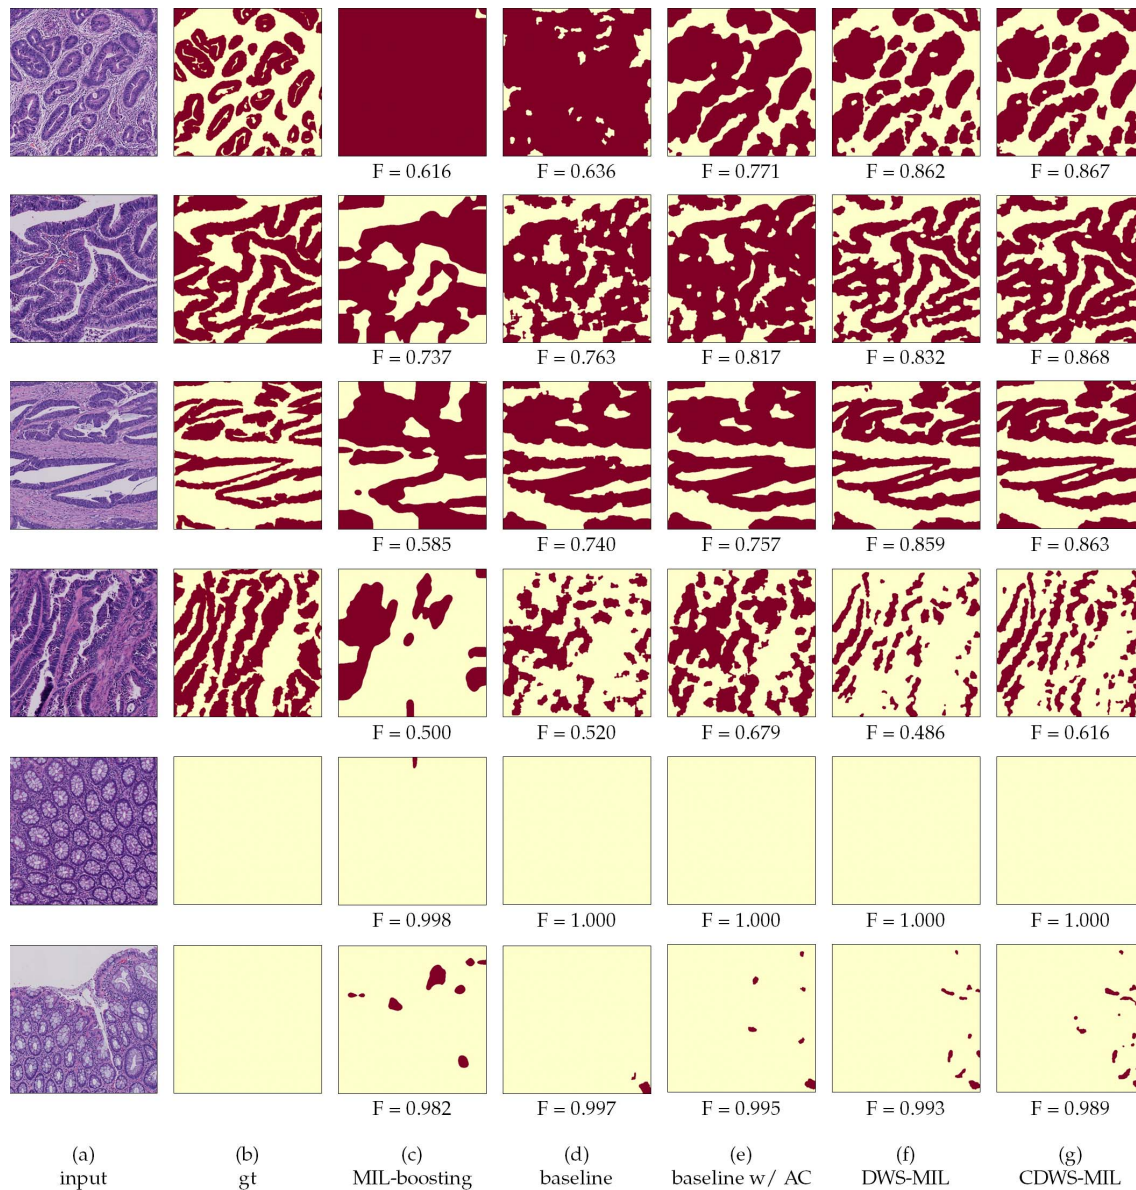 F = 0.616 F = 0.636 F = 0.771 F = 0.862 F = 0.867
F = 0.737 F = 0.763 F = 0.817 F = 0.832 F = 0.868
F = 0.585 F = 0.740 F = 0.757 F = 0.859 F = 0.863
F = 0.500 F = 0.520 F = 0.679 F = 0.486 F = 0.616
F = 0.998 F = 1.000 F = 1.000 F = 1.000 F = 1.000
F = 0.982 F = 0.997 F = 0.995 F = 0.993 F = 0.989
(a) (b) (c) (d) (e) (f) (g)
input gt MIL-boosting baseline baseline w/ AC DWS-MIL CDWS-MIL